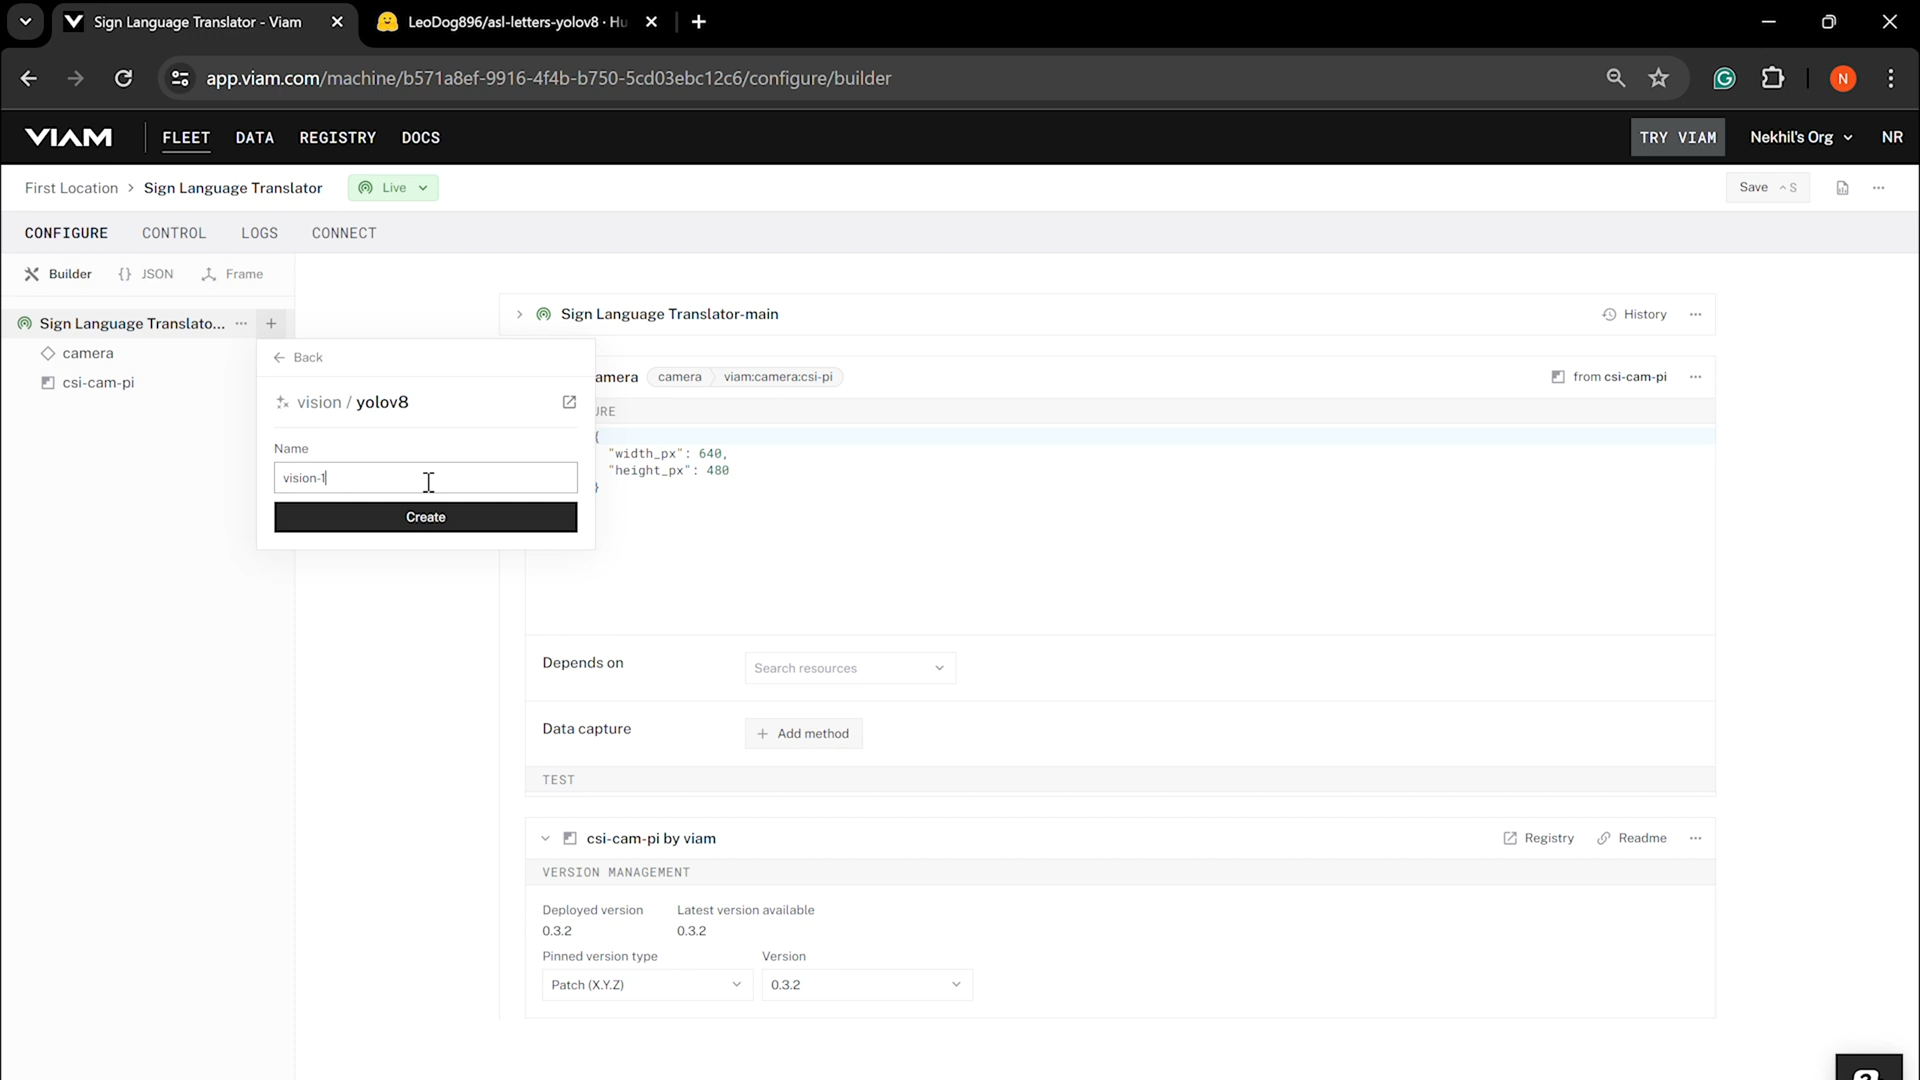 Sign Language Translator - Viam
LeoDog896/asl-letters-yolov8 · Hu
app.viam.com/machine/b571a8ef-9916-4f4b-b750-5cd03ebc12c6/configure/builder
N
VIAM
FLEET
DATA
REGISTRY
DOCS
TRY VIAM
Nekhil's Org
NR
First Location > Sign Language Translator
Live
Save ^ S
CONFIGURE
CONTROL
LOGS
CONNECT
Builder
{} JSON
Frame
Sign Language Translato... ...
camera
csi-cam-pi
Back
vision / yolov8
Name
vision-1
Create
Sign Language Translator-main
History
amera
camera
viam:camera:csi-pi
from csi-cam-pi
URE
{
"width_px": 640,
"height_px": 480
}
Depends on
Search resources
Data capture
+ Add method
TEST
csi-cam-pi by viam
Registry
Readme
VERSION MANAGEMENT
Deployed version
Latest version available
0.3.2
0.3.2
Pinned version type
Version
Patch (X.Y.Z)
0.3.2